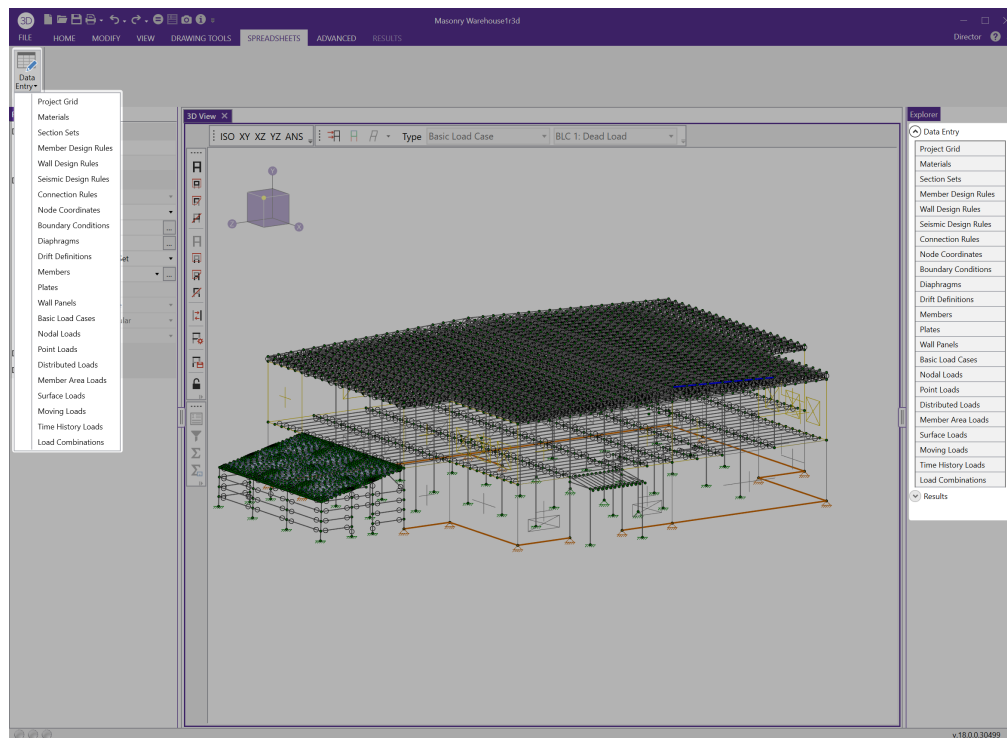 3D
Masonry Warehouse1r3d
FILE HOME MODIFY VIEW DRAWING TOOLS SPREADSHEETS ADVANCED RESULTS Director
Data
Entry
Project Grid
Materials
Section Sets
Member Design Rules
Wall Design Rules
Seismic Design Rules
Connection Rules
Node Coordinates
Boundary Conditions
Diaphragms
Drift Definitions
Members
Plates
Wall Panels
Basic Load Cases
Nodal Loads
Point Loads
Distributed Loads
Member Area Loads
Surface Loads
Moving Loads
Time History Loads
Load Combinations
3D View
ISO XY XZ YZ ANS Type Basic Load Case BLC 1: Dead Load
Y
Z
X
Explorer
Data Entry
Project Grid
Materials
Section Sets
Member Design Rules
Wall Design Rules
Seismic Design Rules
Connection Rules
Node Coordinates
Boundary Conditions
Diaphragms
Drift Definitions
Members
Plates
Wall Panels
Basic Load Cases
Nodal Loads
Point Loads
Distributed Loads
Member Area Loads
Surface Loads
Moving Loads
Time History Loads
Load Combinations
Results
v.18.0.0.30499